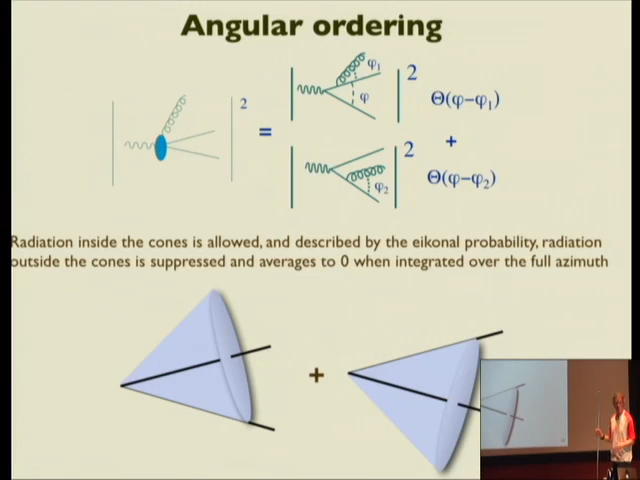 Angular ordering
2
=
φ1
φ
2
Θ(φ−φ1)
+
φ2
2
Θ(φ−φ2)
Radiation inside the cones is allowed, and described by the eikonal probability, radiation
outside the cones is suppressed and averages to 0 when integrated over the full azimuth
+